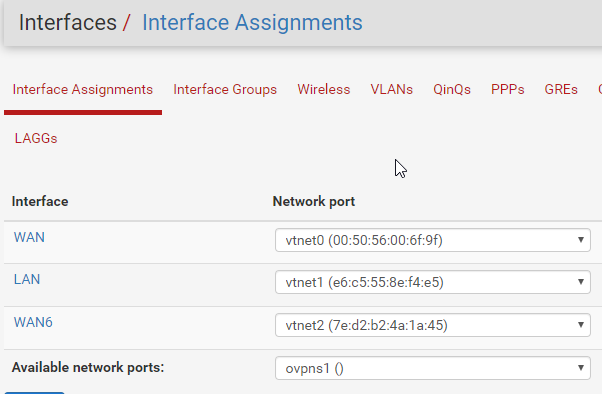 Interfaces / Interface Assignments
Interface Assignments Interface Groups Wireless VLANs QinQs PPPs GREs
LAGGs
Interface Network port
WAN vtnet0 (00:50:56:00:6f:9f)
LAN vtnet1 (e6:c5:55:8e:f4:e5)
WAN6 vtnet2 (7e:d2:b2:4a:1a:45)
Available network ports: ovpns1 ()